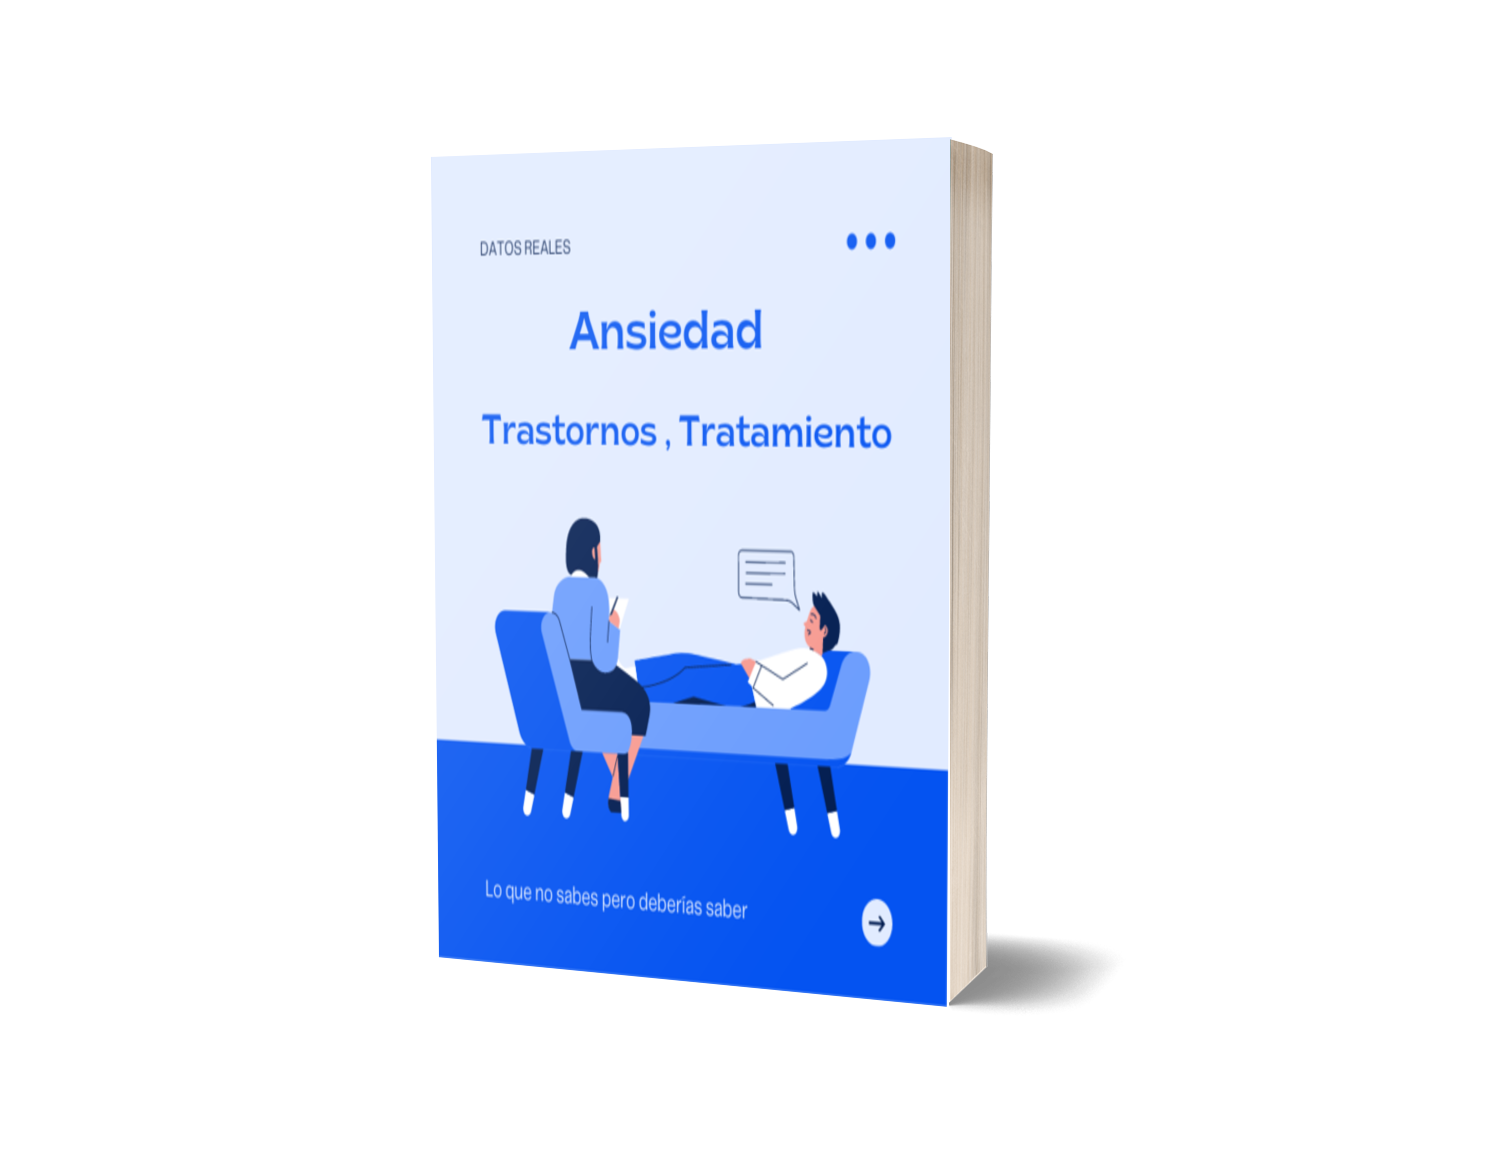 DATOS REALES
Ansiedad
Trastornos , Tratamiento
Lo que no sabes pero deberías saber